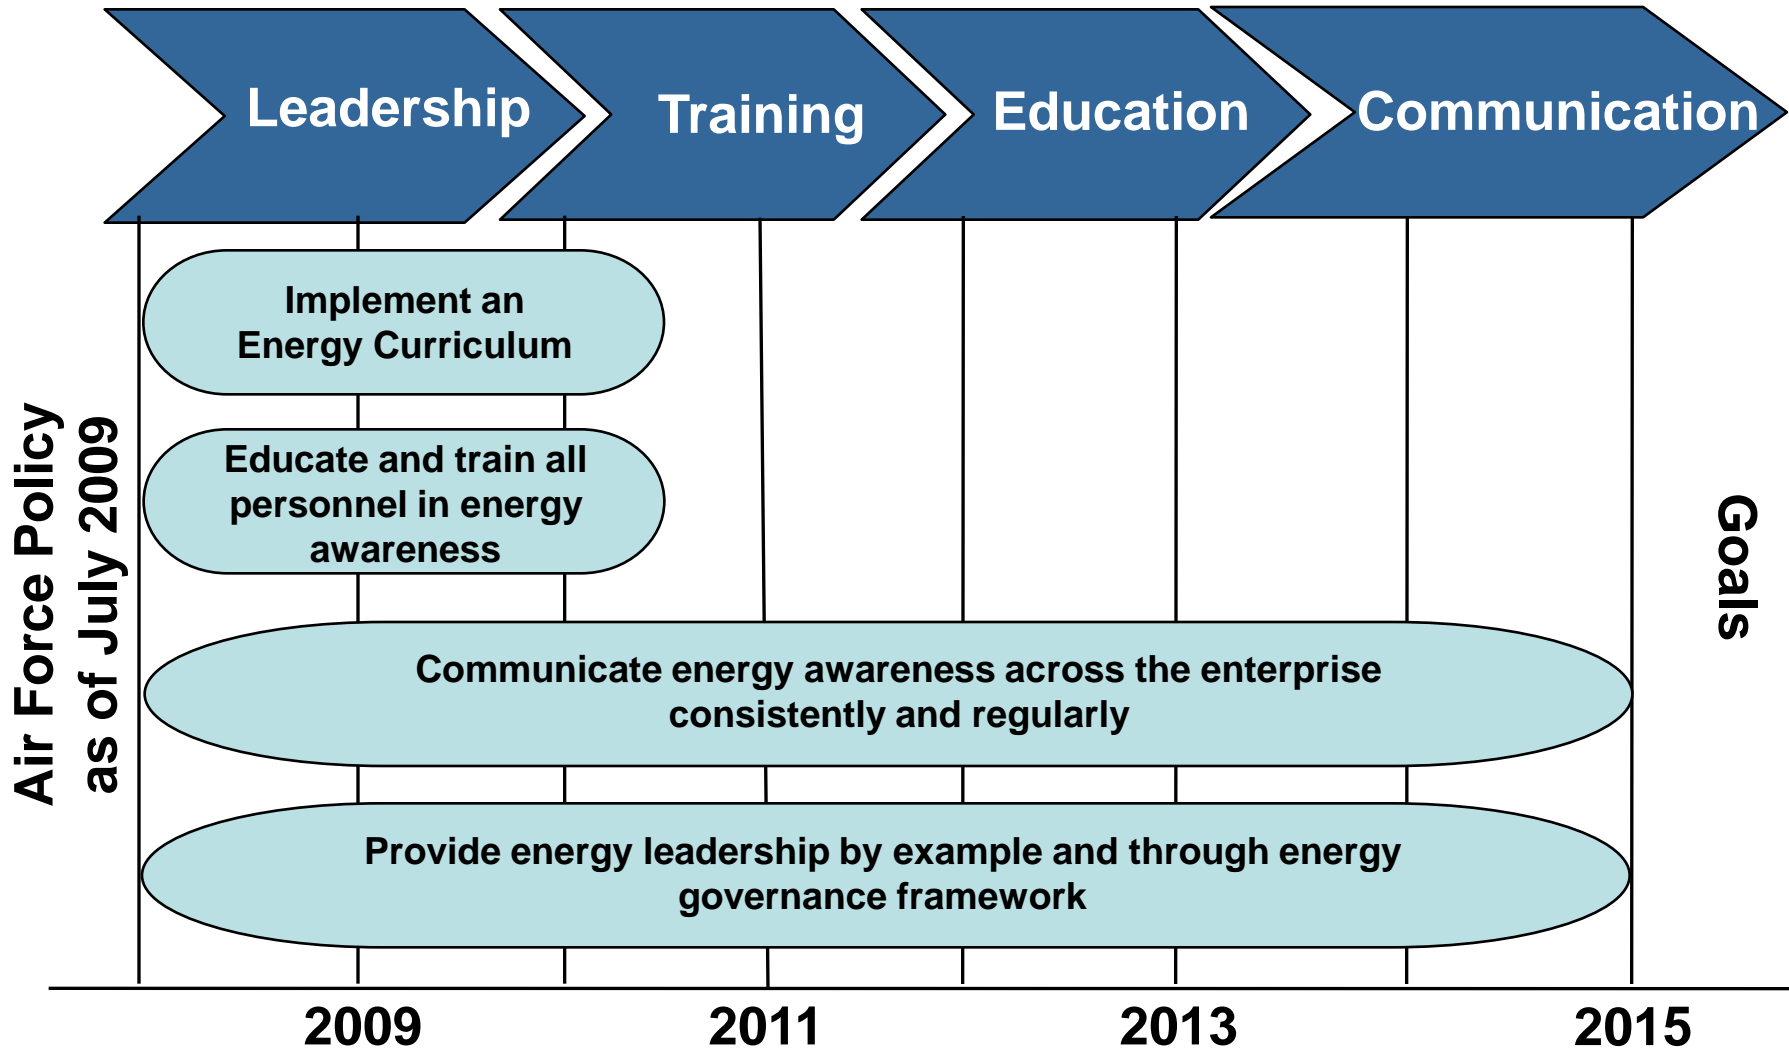 Leadership
Training
Education
Communication
Implement an
Energy Curriculum
Educate and train all
personnel in energy
awareness
Communicate energy awareness across the enterprise
consistently and regularly
Provide energy leadership by example and through energy
governance framework
Air Force Policy
as of July 2009
Goals
2009
2011
2013
2015